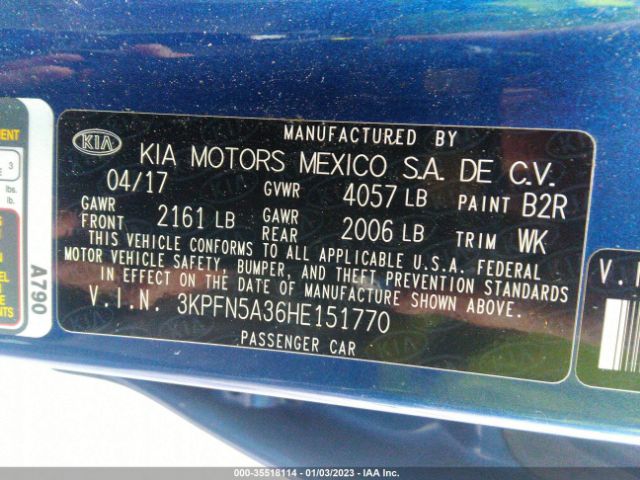 MANUFACTURED BY
KIA KIA MOTORS MEXICO S.A. DE C.V.
04/17 GVWR 4057 LB PAINT B2R
GAWR FRONT 2161 LB GAWR REAR 2006 LB TRIM WK
THIS VEHICLE CONFORMS TO ALL APPLICABLE U.S.A. FEDERAL
MOTOR VEHICLE SAFETY, BUMPER, AND THEFT PREVENTION STANDARDS
IN EFFECT ON THE DATE OF MANUFACTURE SHOWN ABOVE.
V.I.N. 3KPFN5A36HE151770
PASSENGER CAR
A790
3
lbs.
lb.
V.I
000-35518114 - 01/03/2023 - IAA Inc.